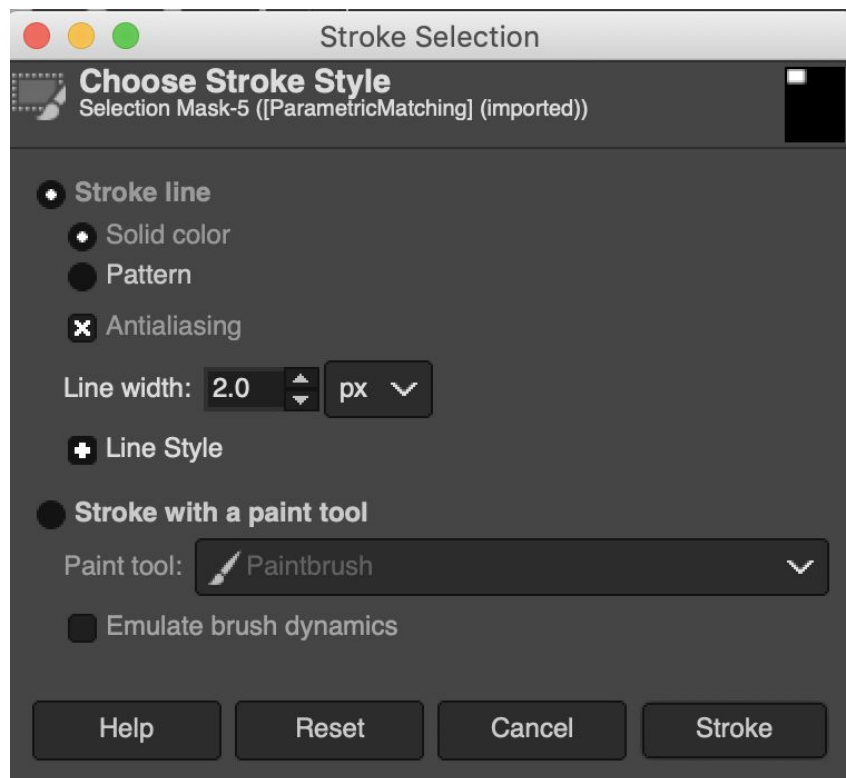 Stroke Selection
Choose Stroke Style
Selection Mask-5 ([ParametricMatching] (imported))
Stroke line
Solid color
Pattern
Antialiasing
Line width: 2.0 px
Line Style
Stroke with a paint tool
Paint tool: Paintbrush
Emulate brush dynamics
Help Reset Cancel Stroke